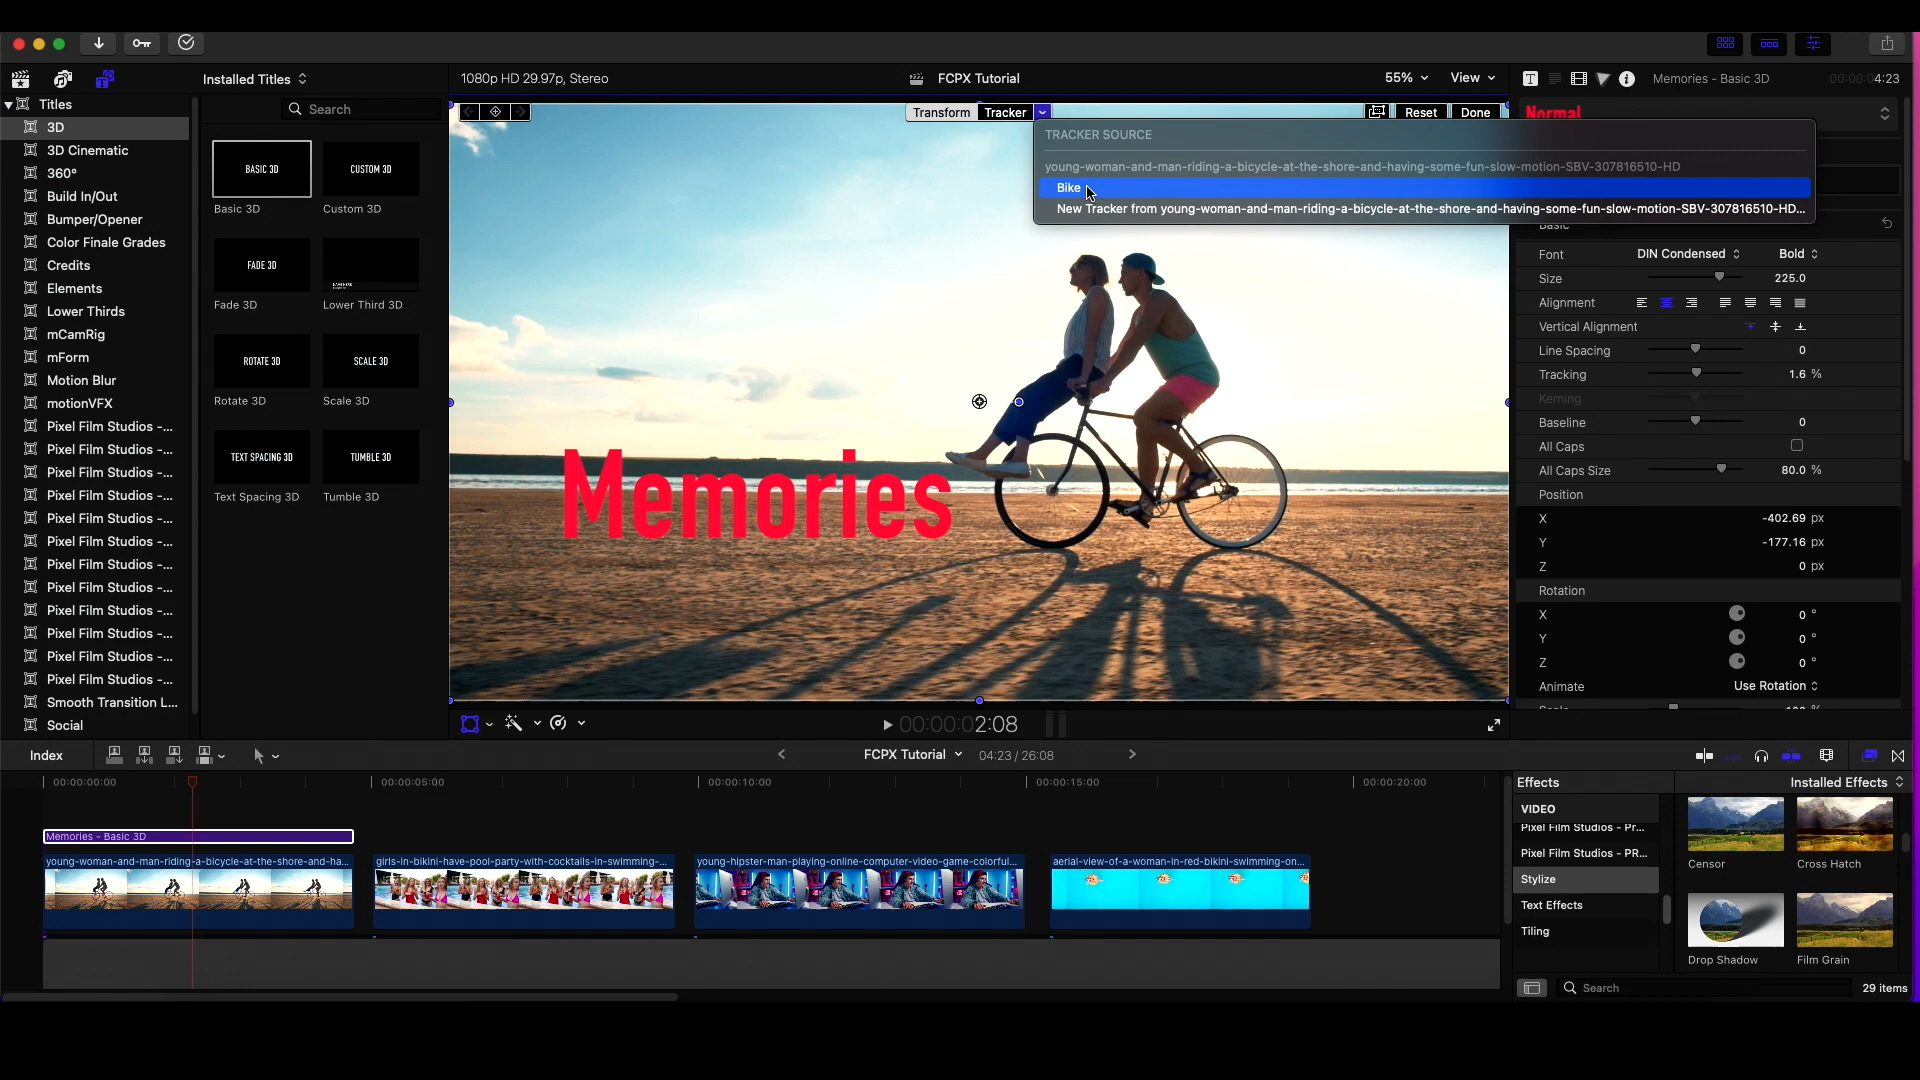 Installed Titles
1080p HD 29.97p, Stereo
FCPX Tutorial
55%
View
Memories - Basic 3D
00:00:04:23
Titles
3D
3D Cinematic
360°
Build In/Out
Bumper/Opener
Color Finale Grades
Credits
Elements
Lower Thirds
mCamRig
mForm
Motion Blur
motionVFX
Pixel Film Studios -...
Pixel Film Studios -...
Pixel Film Studios -...
Pixel Film Studios -...
Pixel Film Studios -...
Pixel Film Studios -...
Pixel Film Studios -...
Pixel Film Studios -...
Pixel Film Studios -...
Pixel Film Studios -...
Pixel Film Studios -...
Pixel Film Studios -...
Smooth Transition L...
Social
Search
BASIC 3D
CUSTOM 3D
Basic 3D
Custom 3D
FADE 3D
Fade 3D
Lower Third 3D
ROTATE 3D
SCALE 3D
Rotate 3D
Scale 3D
TEXT SPACING 3D
TUMBLE 3D
Text Spacing 3D
Tumble 3D
Transform
Tracker
Reset
Done
TRACKER SOURCE
young-woman-and-man-riding-a-bicycle-at-the-shore-and-having-some-fun-slow-motion-SBV-307816510-HD
Bike
New Tracker from young-woman-and-man-riding-a-bicycle-at-the-shore-and-having-some-fun-slow-motion-SBV-307816510-HD...
Memories
Normal
Basic
Font DIN Condensed Bold
Size 225.0
Alignment
Vertical Alignment
Line Spacing 0
Tracking 1.6 %
Kerning
Baseline 0
All Caps
All Caps Size 80.0 %
Position
X -402.69 px
Y -177.16 px
Z 0 px
Rotation
X 0 °
Y 0 °
Z 0 °
Animate Use Rotation
Scale 100 %
00:00:02:08
Index
FCPX Tutorial
04:23 / 26:08
00:00:00:00
00:00:05:00
00:00:10:00
00:00:15:00
00:00:20:00
Memories - Basic 3D
young-woman-and-man-riding-a-bicycle-at-the-shore-and-ha...
girls-in-bikini-have-pool-party-with-cocktails-in-swimming-...
young-hipster-man-playing-online-computer-video-game-colorful...
aerial-view-of-a-woman-in-red-bikini-swimming-on...
Effects
Installed Effects
VIDEO
Pixel Film Studios - Pr...
Pixel Film Studios - PR...
Stylize
Text Effects
Tiling
Censor
Cross Hatch
Drop Shadow
Film Grain
Search
29 items